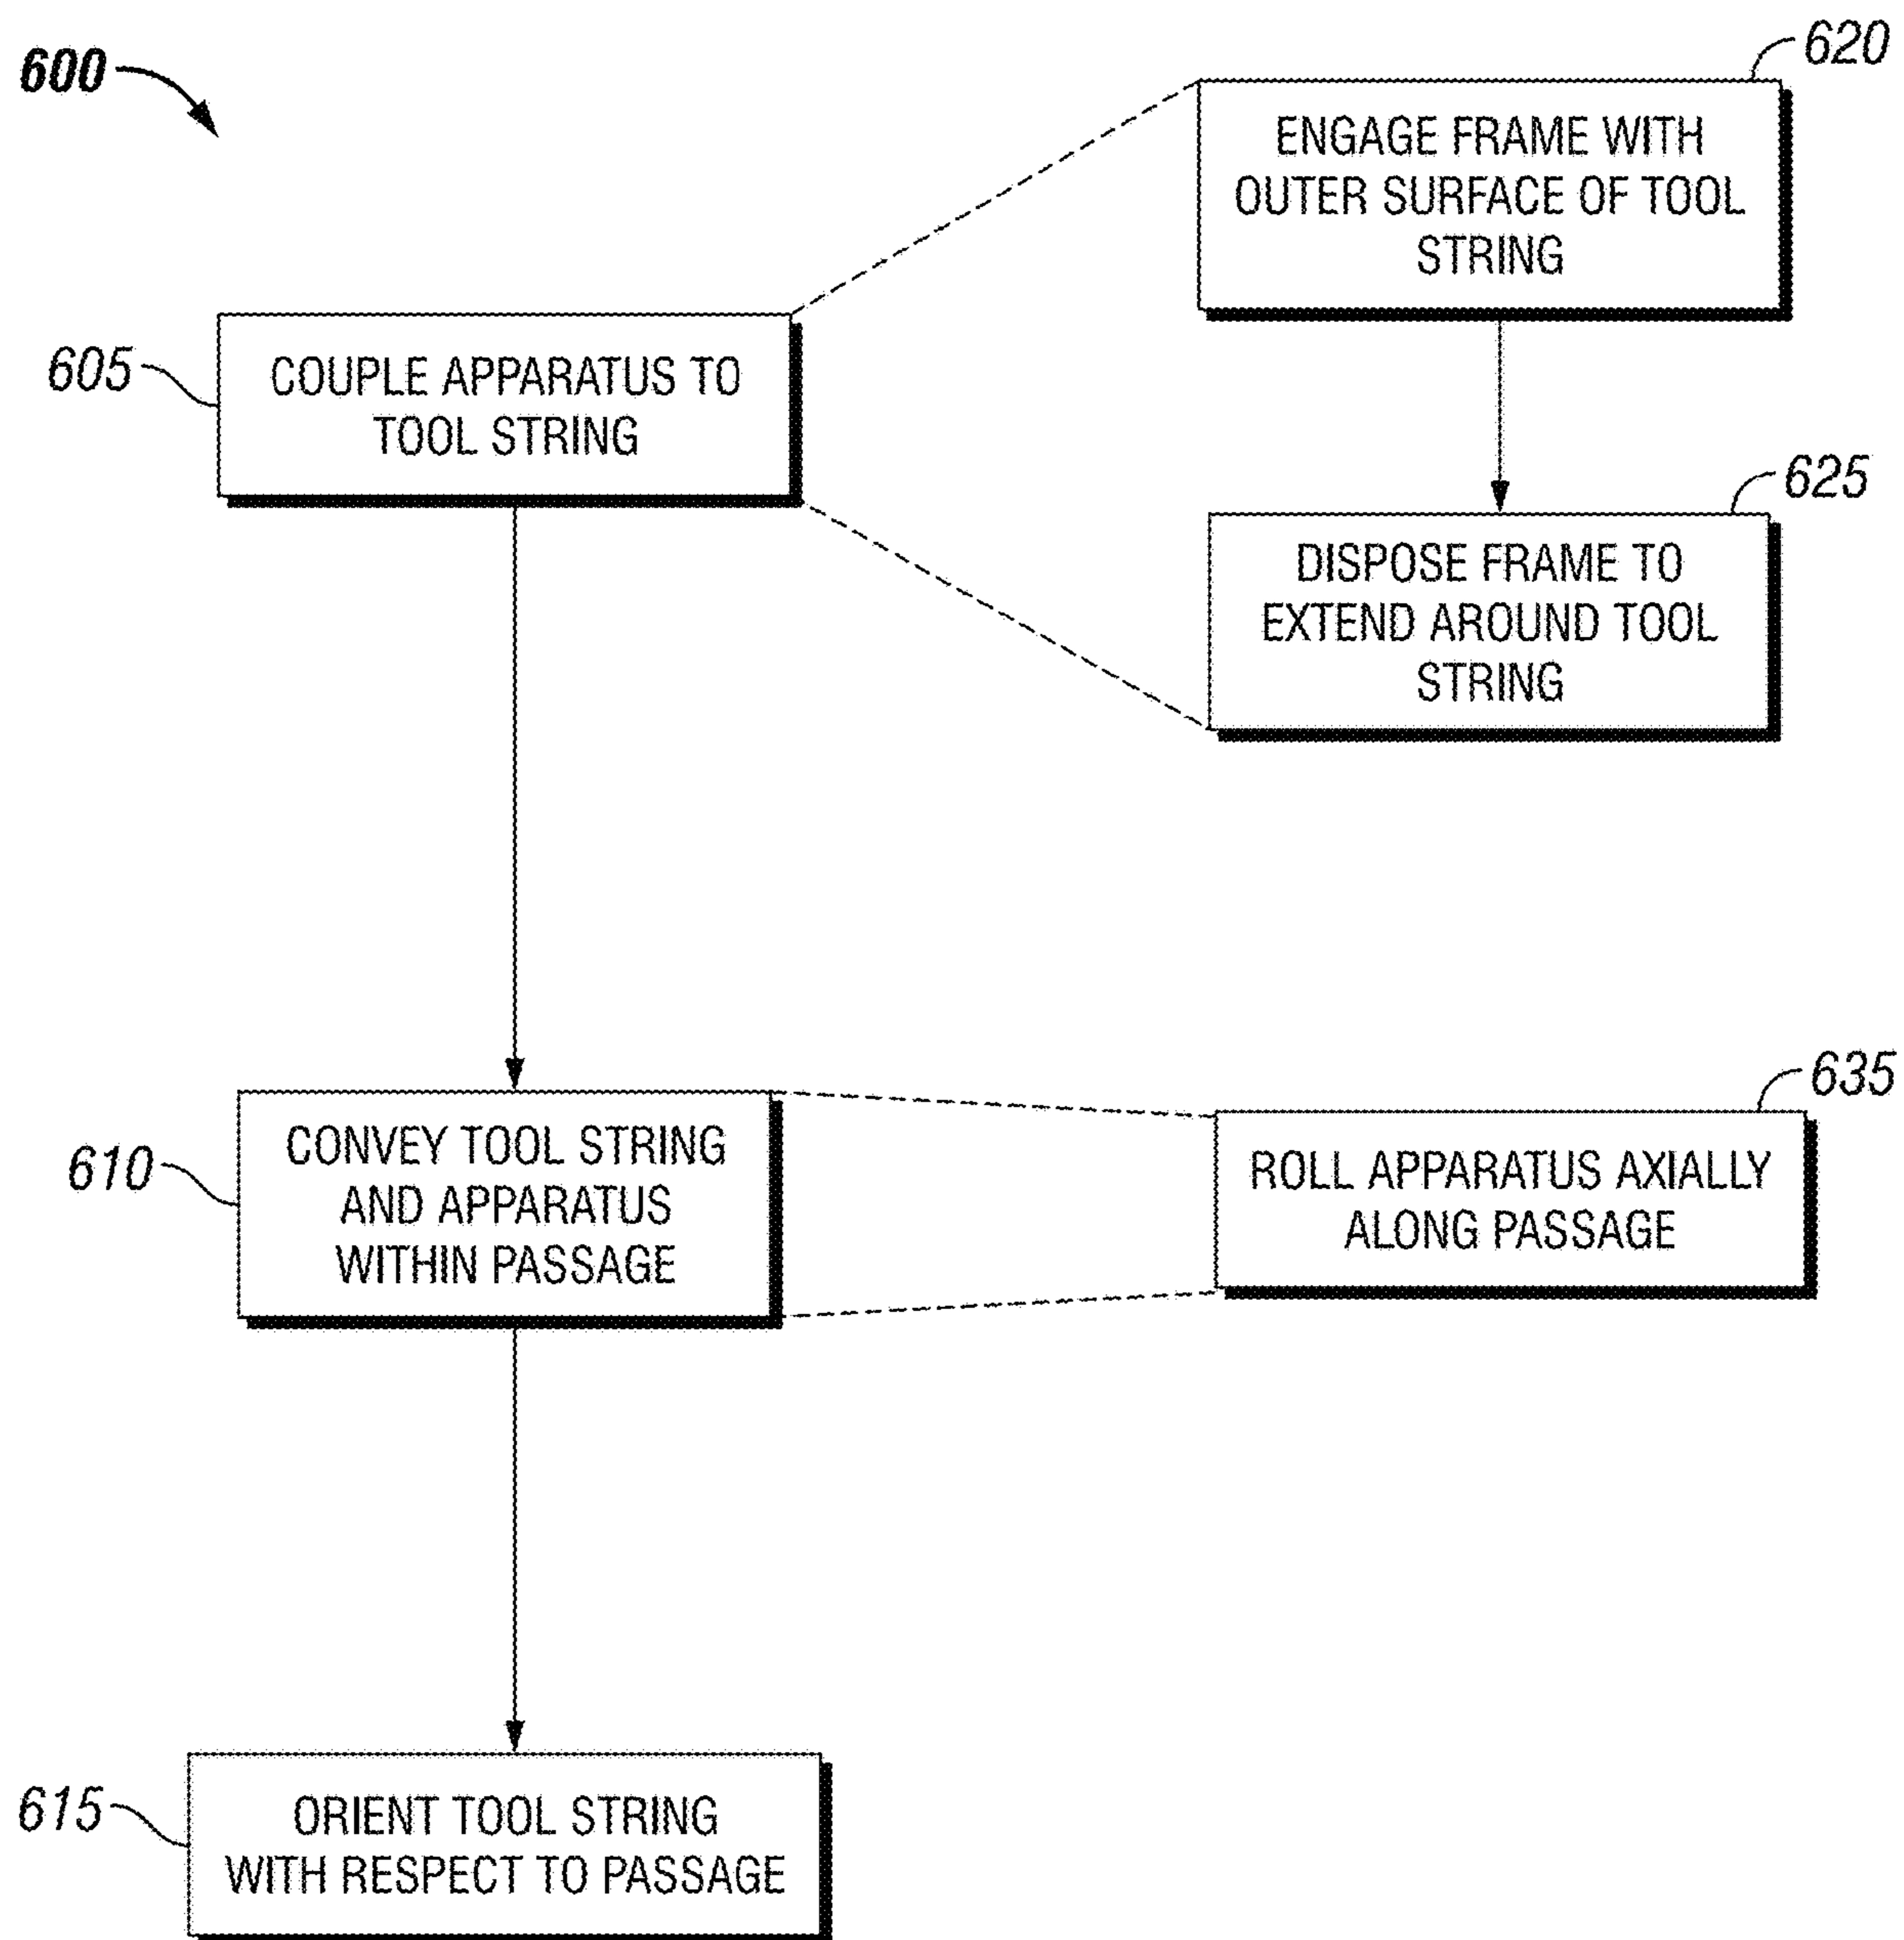 600
620
ENGAGE FRAME WITH
OUTER SURFACE OF TOOL
STRING
605
COUPLE APPARATUS TO
TOOL STRING
625
DISPOSE FRAME TO
EXTEND AROUND TOOL
STRING
610
CONVEY TOOL STRING
AND APPARATUS
WITHIN PASSAGE
635
ROLL APPARATUS AXIALLY
ALONG PASSAGE
615
ORIENT TOOL STRING
WITH RESPECT TO PASSAGE